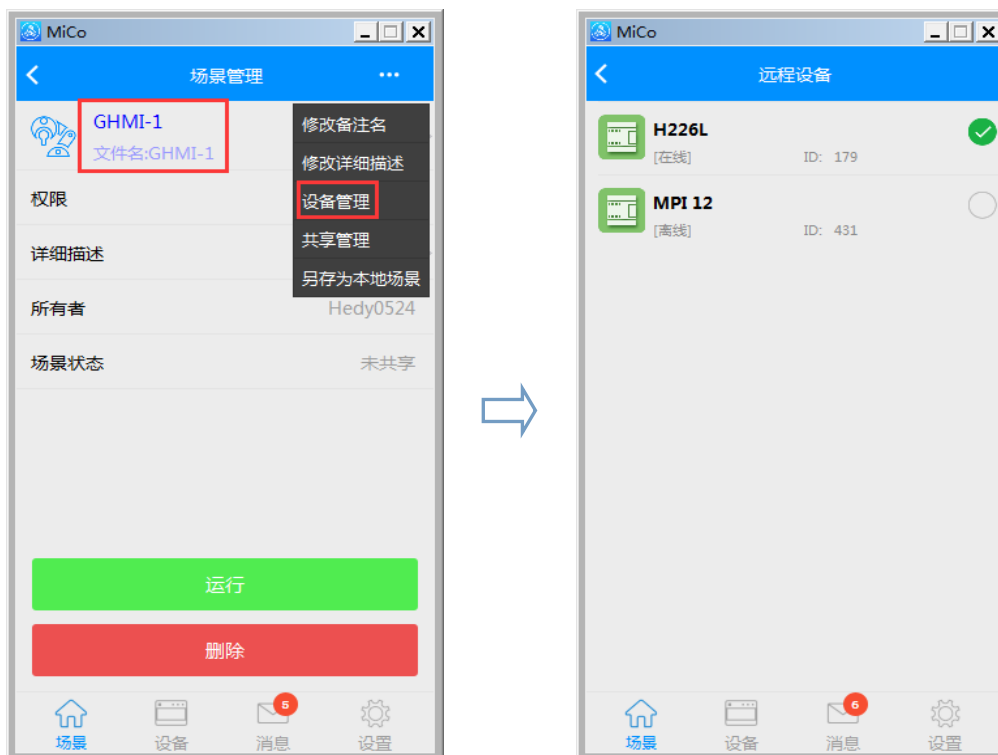 MiCo
场景管理
GHMI-1
文件名:GHMI-1
修改备注名
修改详细描述
设备管理
共享管理
另存为本地场景
权限
详细描述
所有者
Hedy0524
场景状态
未共享
运行
删除
5
场景
设备
消息
设置
MiCo
远程设备
H226L
[在线]
ID: 179
MPI 12
[离线]
ID: 431
6
场景
设备
消息
设置